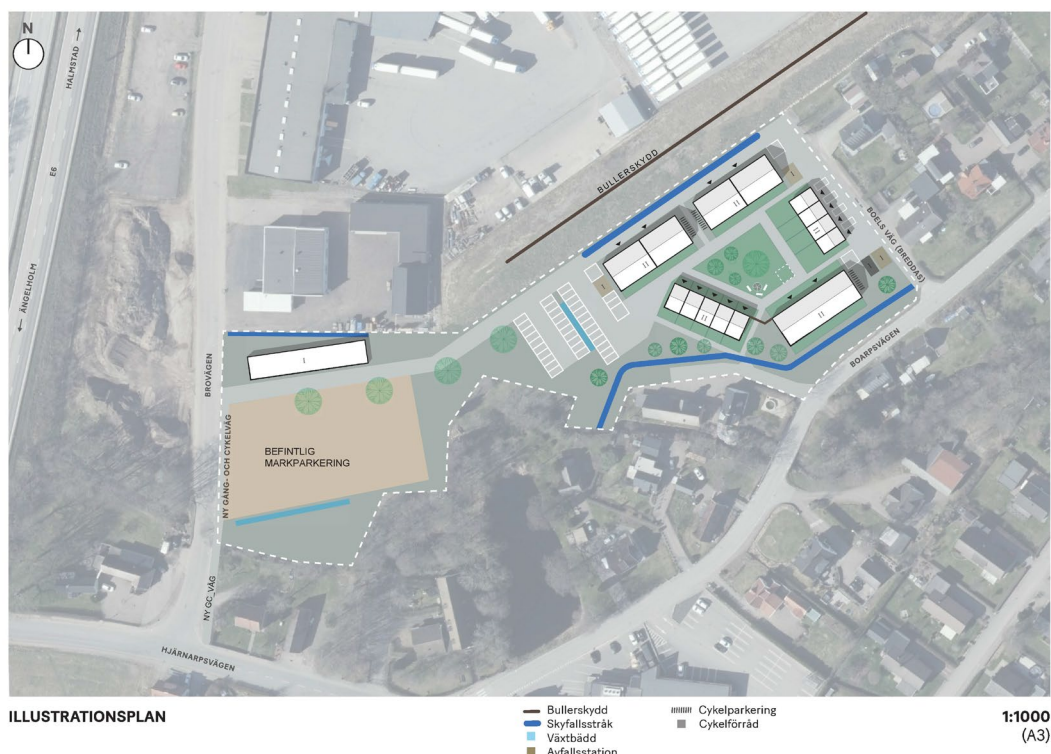 N
HALMSTAD
E6
ÄNGELHOLM
BROVÄGEN
NY GÅNG- OCH CYKELVÄG
NY GC_VÄG
HJÄRNARPSVÄGEN
BULLERSKYDD
BOELS VÄG (BREDDAS)
BOARPSVÄGEN
BEFINTLIG
MARKPARKERING
I
II
II
II
II
II
ILLUSTRATIONSPLAN
Bullerskydd
Skyfallsstråk
Växtbädd
Avfallsstation
Cykelparkering
Cykelförråd
1:1000
(A3)